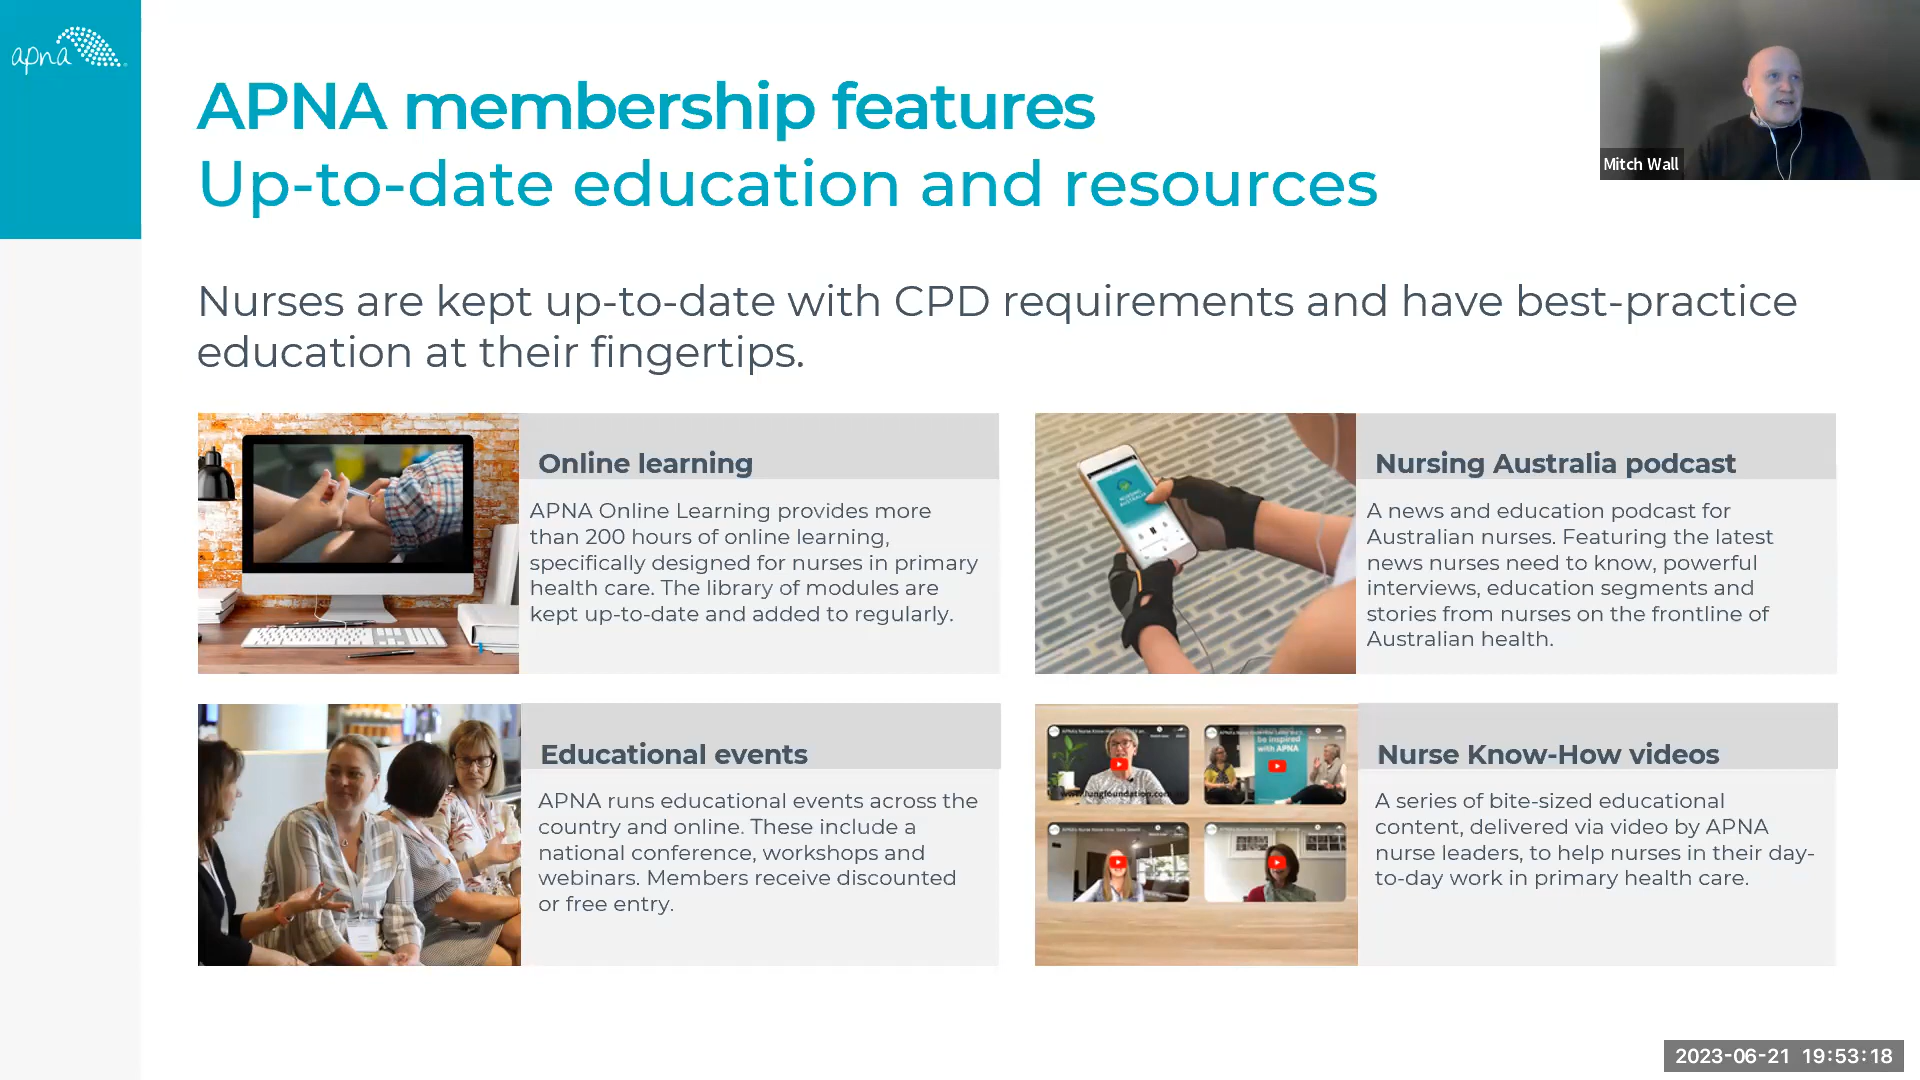 apna
APNA membership features
Up-to-date education and resources
Mitch Wall
Nurses are kept up-to-date with CPD requirements and have best-practice
education at their fingertips.
Online learning
APNA Online Learning provides more
than 200 hours of online learning,
specifically designed for nurses in primary
health care. The library of modules are
kept up-to-date and added to regularly.
NURSING
AUSTRALIA
Nursing Australia podcast
A news and education podcast for
Australian nurses. Featuring the latest
news nurses need to know, powerful
interviews, education segments and
stories from nurses on the frontline of
Australian health.
Educational events
APNA runs educational events across the
country and online. These include a
national conference, workshops and
webinars. Members receive discounted
or free entry.
be inspired
with APNA
Nurse Know-How videos
A series of bite-sized educational
content, delivered via video by APNA
nurse leaders, to help nurses in their day-
to-day work in primary health care.
2023-06-21 19:53:18